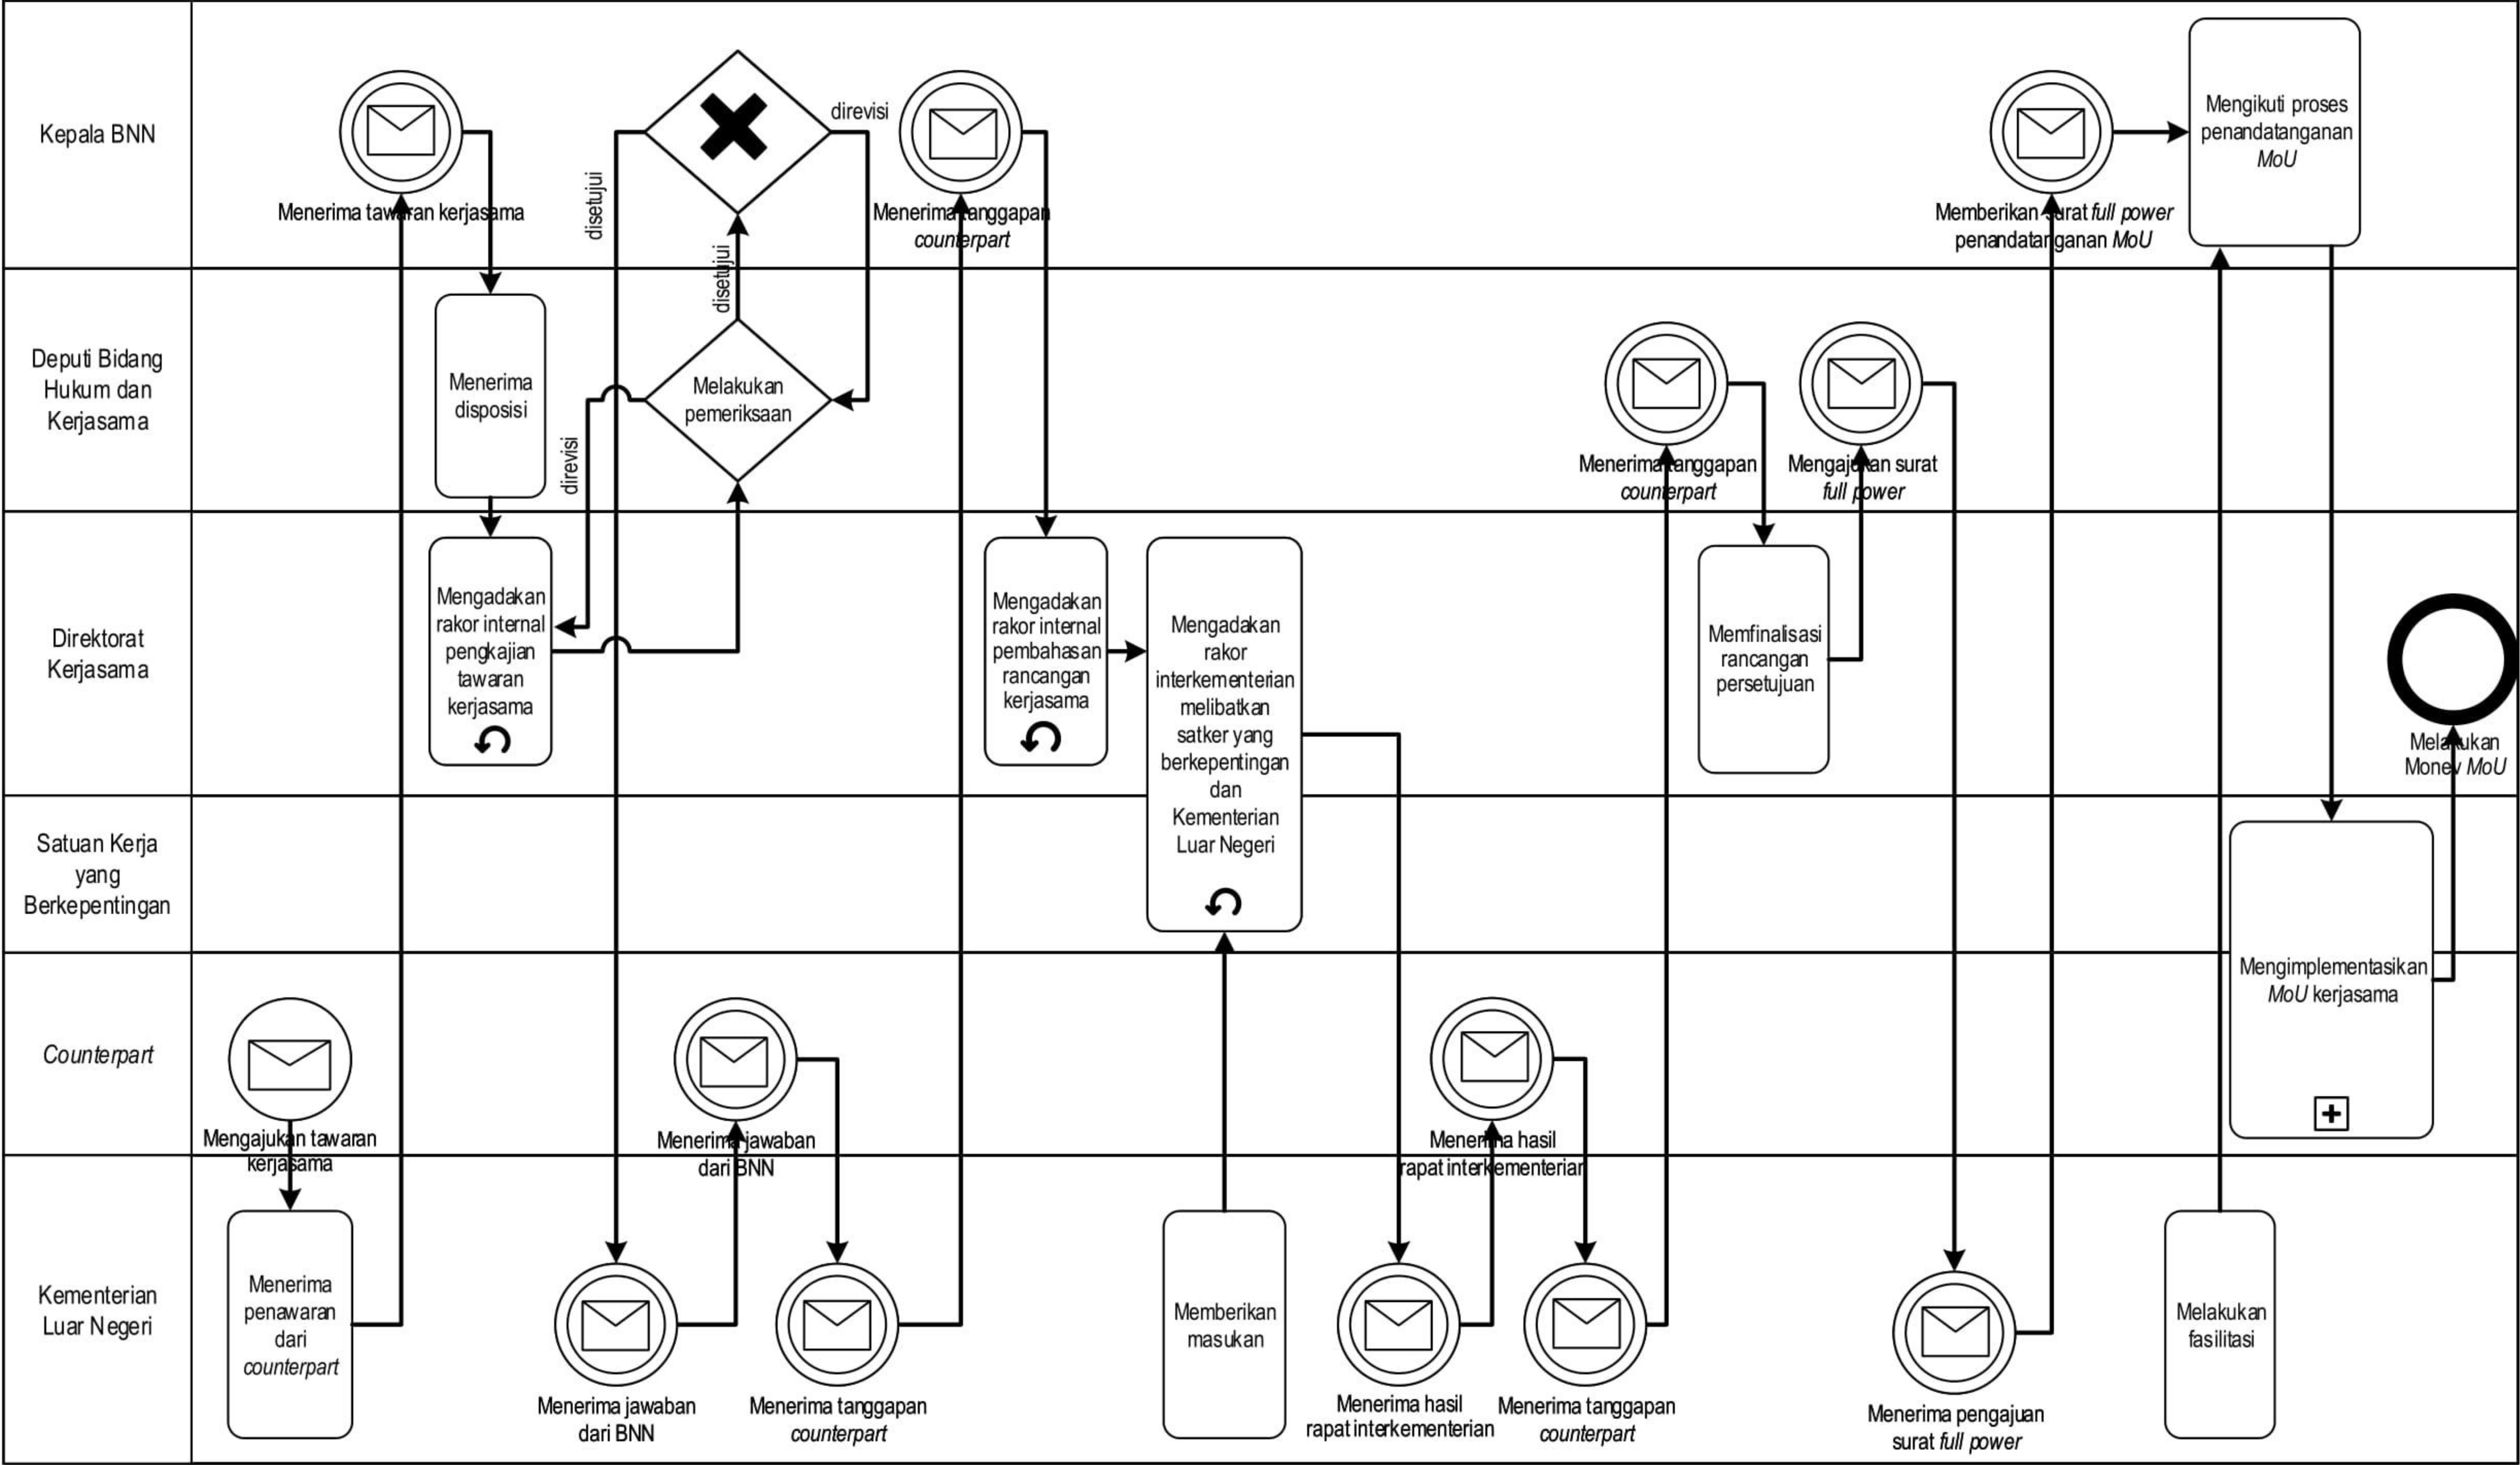 Kepala BNN
Menerima tawaran kerjasama
disetujui
direvisi
disetujui
Menerima tanggapan
counterpart
Memberikan surat full power
penandatanganan MoU
Mengikuti proses
penandatanganan
MoU
Deputi Bidang
Hukum dan
Kerjasama
Menerima
disposisi
direvisi
Melakukan
pemeriksaan
Menerima tanggapan
counterpart
Mengajukan surat
full power
Direktorat
Kerjasama
Mengadakan
rakor internal
pengkajian
tawaran
kerjasama
Mengadakan
rakor internal
pembahasan
rancangan
kerjasama
Mengadakan
rakor
interkementerian
melibatkan
satker yang
berkepentingan
dan
Kementerian
Luar Negeri
Memfinalisasi
rancangan
persetujuan
Melakukan
Monev MoU
Satuan Kerja
yang
Berkepentingan
Mengimplementasikan
MoU kerjasama
Counterpart
Mengajukan tawaran
kerjasama
Menerima jawaban
dari BNN
Menerima hasil
rapat interkementerian
Kementerian
Luar Negeri
Menerima
penawaran
dari
counterpart
Menerima jawaban
dari BNN
Menerima tanggapan
counterpart
Memberikan
masukan
Menerima hasil
rapat interkementerian
Menerima tanggapan
counterpart
Menerima pengajuan
surat full power
Melakukan
fasilitasi